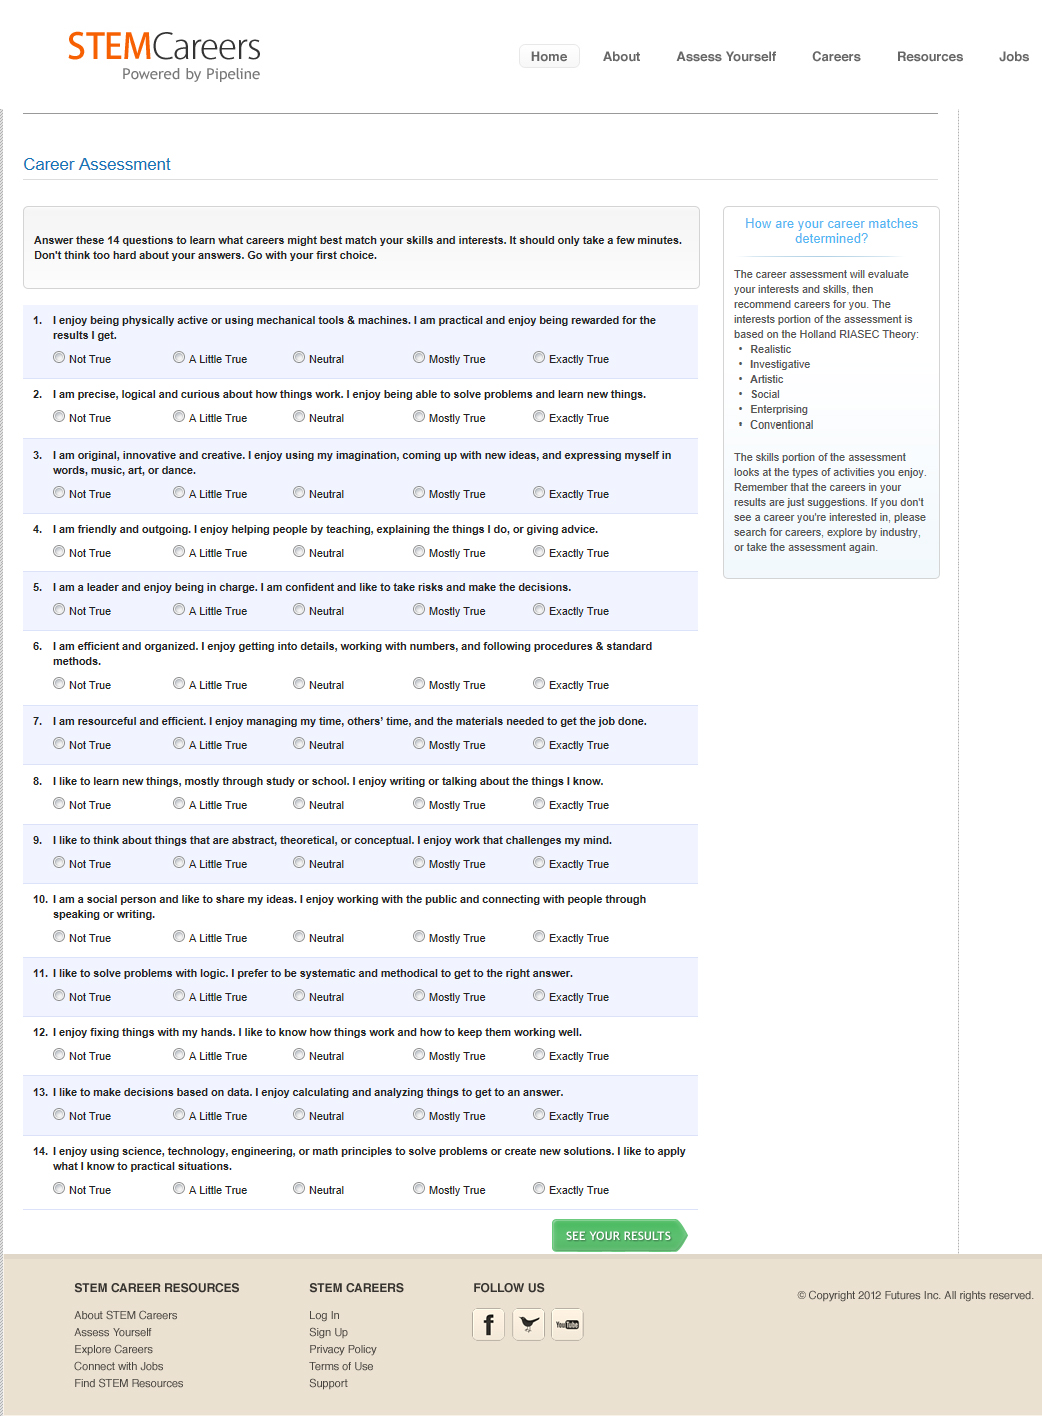 STEMCareers
Powered by Pipeline
Home About Assess Yourself Careers Resources Jobs
Career Assessment
Answer these 14 questions to learn what careers might best match your skills and interests. It should only take a few minutes.
Don't think too hard about your answers. Go with your first choice.
1. I enjoy being physically active or using mechanical tools & machines. I am practical and enjoy being rewarded for the
results I get.
Not True A Little True Neutral Mostly True Exactly True
2. I am precise, logical and curious about how things work. I enjoy being able to solve problems and learn new things.
Not True A Little True Neutral Mostly True Exactly True
3. I am original, innovative and creative. I enjoy using my imagination, coming up with new ideas, and expressing myself in
words, music, art, or dance.
Not True A Little True Neutral Mostly True Exactly True
4. I am friendly and outgoing. I enjoy helping people by teaching, explaining the things I do, or giving advice.
Not True A Little True Neutral Mostly True Exactly True
5. I am a leader and enjoy being in charge. I am confident and like to take risks and make the decisions.
Not True A Little True Neutral Mostly True Exactly True
6. I am efficient and organized. I enjoy getting into details, working with numbers, and following procedures & standard
methods.
Not True A Little True Neutral Mostly True Exactly True
7. I am resourceful and efficient. I enjoy managing my time, others' time, and the materials needed to get the job done.
Not True A Little True Neutral Mostly True Exactly True
8. I like to learn new things, mostly through study or school. I enjoy writing or talking about the things I know.
Not True A Little True Neutral Mostly True Exactly True
9. I like to think about things that are abstract, theoretical, or conceptual. I enjoy work that challenges my mind.
Not True A Little True Neutral Mostly True Exactly True
10. I am a social person and like to share my ideas. I enjoy working with the public and connecting with people through
speaking or writing.
Not True A Little True Neutral Mostly True Exactly True
11. I like to solve problems with logic. I prefer to be systematic and methodical to get to the right answer.
Not True A Little True Neutral Mostly True Exactly True
12. I enjoy fixing things with my hands. I like to know how things work and how to keep them working well.
Not True A Little True Neutral Mostly True Exactly True
13. I like to make decisions based on data. I enjoy calculating and analyzing things to get to an answer.
Not True A Little True Neutral Mostly True Exactly True
14. I enjoy using science, technology, engineering, or math principles to solve problems or create new solutions. I like to apply
what I know to practical situations.
Not True A Little True Neutral Mostly True Exactly True
SEE YOUR RESULTS
How are your career matches
determined?
The career assessment will evaluate
your interests and skills, then
recommend careers for you. The
interests portion of the assessment is
based on the Holland RIASEC Theory:
• Realistic
• Investigative
• Artistic
• Social
• Enterprising
• Conventional
The skills portion of the assessment
looks at the types of activities you enjoy.
Remember that the careers in your
results are just suggestions. If you don't
see a career you're interested in, please
search for careers, explore by industry,
or take the assessment again.
STEM CAREER RESOURCES
About STEM Careers
Assess Yourself
Explore Careers
Connect with Jobs
Find STEM Resources
STEM CAREERS
Log In
Sign Up
Privacy Policy
Terms of Use
Support
FOLLOW US
f
YouTube
© Copyright 2012 Futures Inc. All rights reserved.